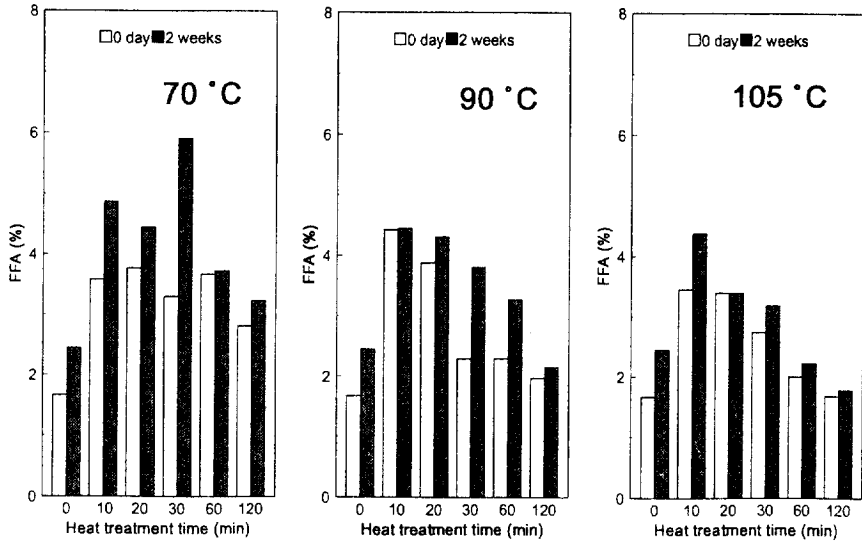 8
□0 day■2 weeks
70 °C
6
4
2
0
FFA (%)
0 10 20 30 60 120
Heat treatment time (min)
8
□0 day■2 weeks
90 °C
6
4
2
0
FFA (%)
0 10 20 30 60 120
Heat treatment time (min)
8
□0 day■2 weeks
105 °C
6
4
2
0
FFA (%)
0 10 20 30 60 120
Heat treatment time (min)